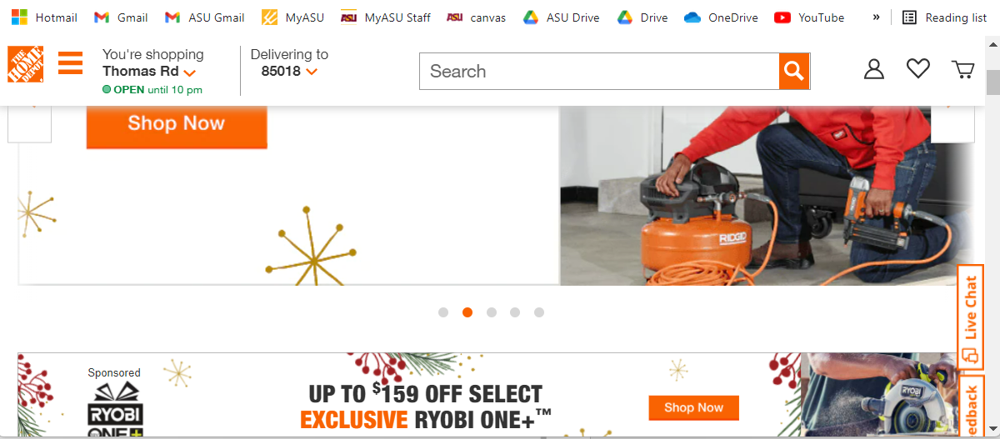 Hotmail Gmail ASU Gmail MyASU MyASU Staff canvas ASU Drive Drive OneDrive YouTube » Reading list
THE HOME DEPOT
You're shopping
Thomas Rd
OPEN until 10 pm
Delivering to
85018
Search
Shop Now
RIDGID
Live Chat
Sponsored
RYOBI
ONE+
UP TO $159 OFF SELECT
EXCLUSIVE RYOBI ONE+™
Shop Now
RYOBI
edback